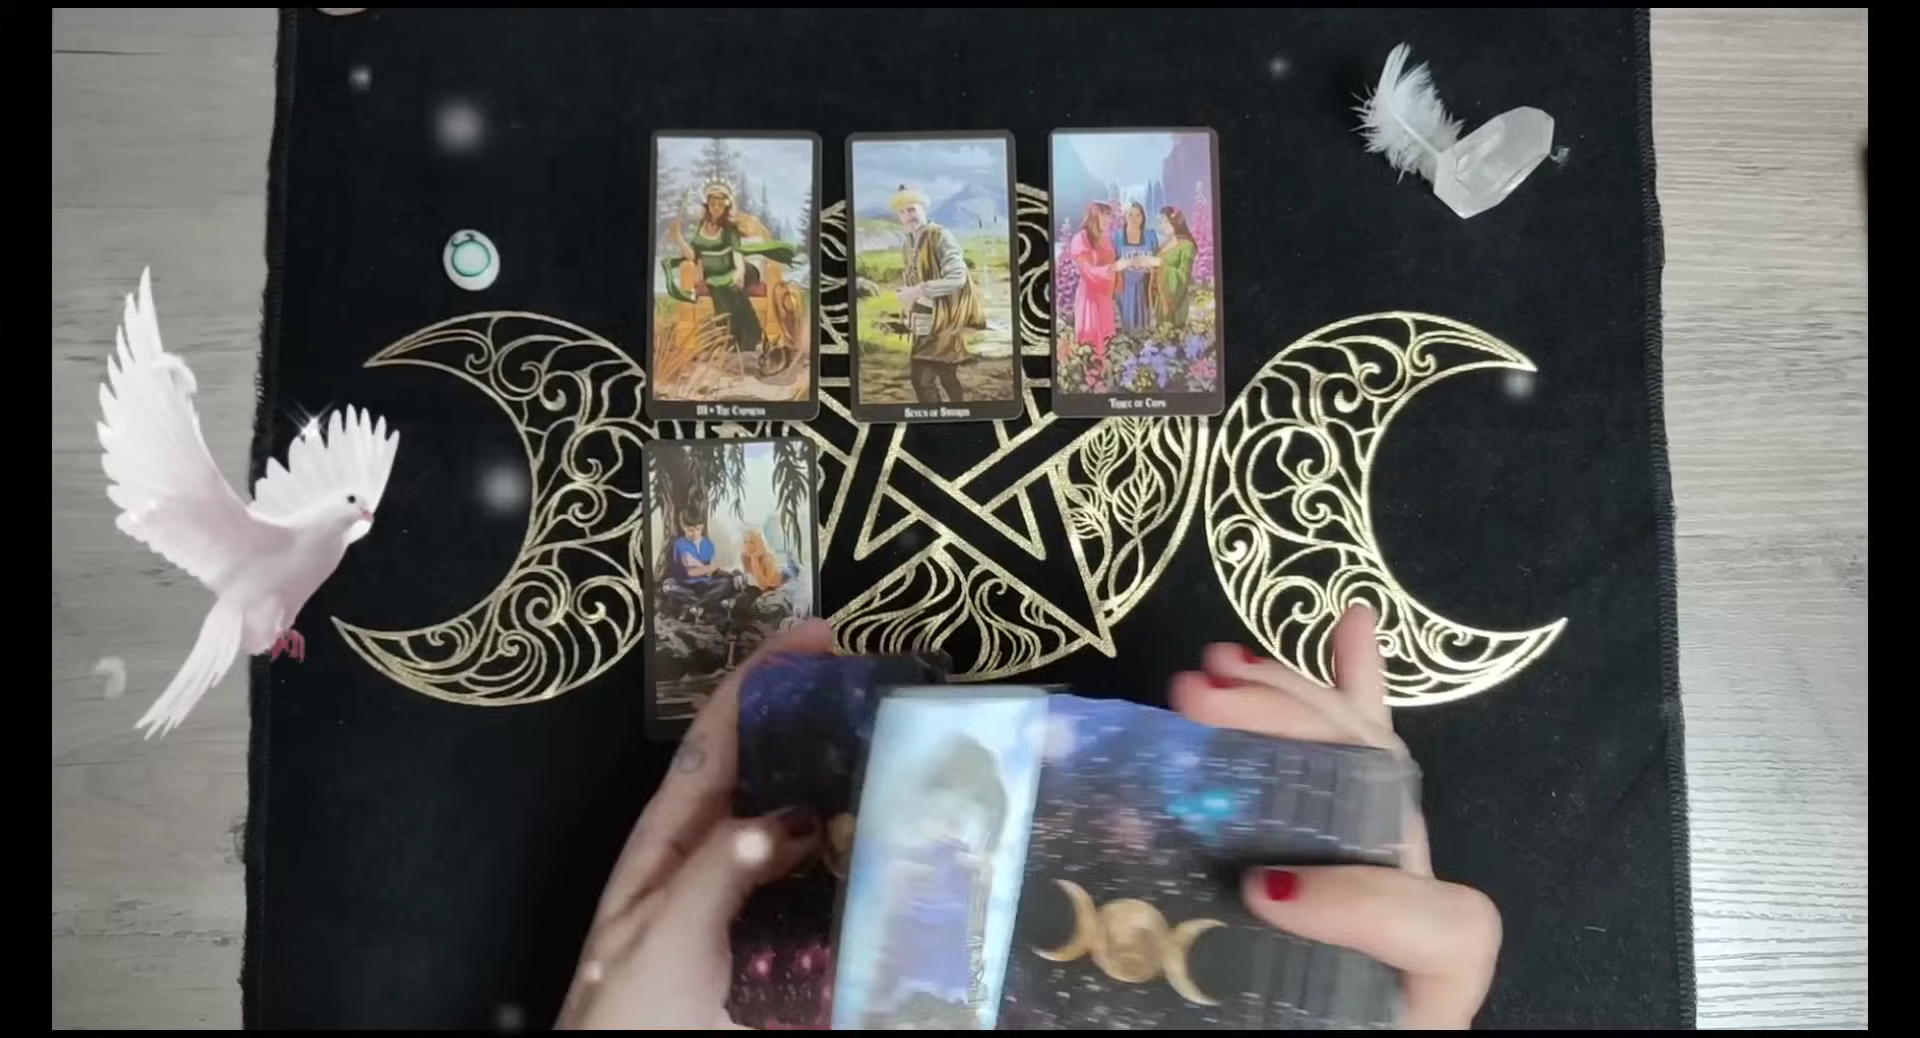 III • The Empress
Seven of Swords
Three of Cups